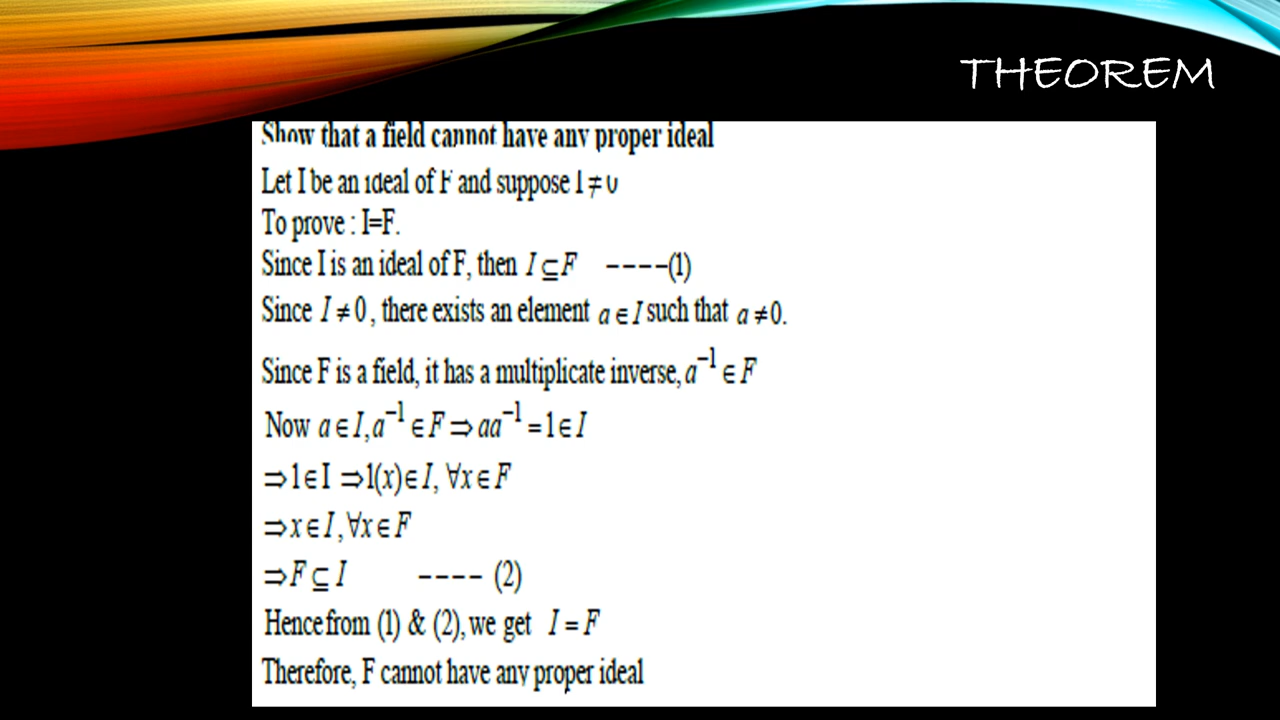 THEOREM
Show that a field cannot have any proper ideal
Let I be an ideal of F and suppose I ≠ 0
To prove : I=F.
Since I is an ideal of F, then I ⊆ F ----(1)
Since I ≠ 0, there exists an element a ∈ I such that a ≠ 0.
Since F is a field, it has a multiplicate inverse, a⁻¹ ∈ F
Now a ∈ I, a⁻¹ ∈ F ⇒ aa⁻¹ = 1 ∈ I
⇒ 1 ∈ I ⇒ 1(x) ∈ I, ∀x ∈ F
⇒ x ∈ I, ∀x ∈ F
⇒ F ⊆ I ---- (2)
Hence from (1) & (2), we get I = F
Therefore, F cannot have any proper ideal